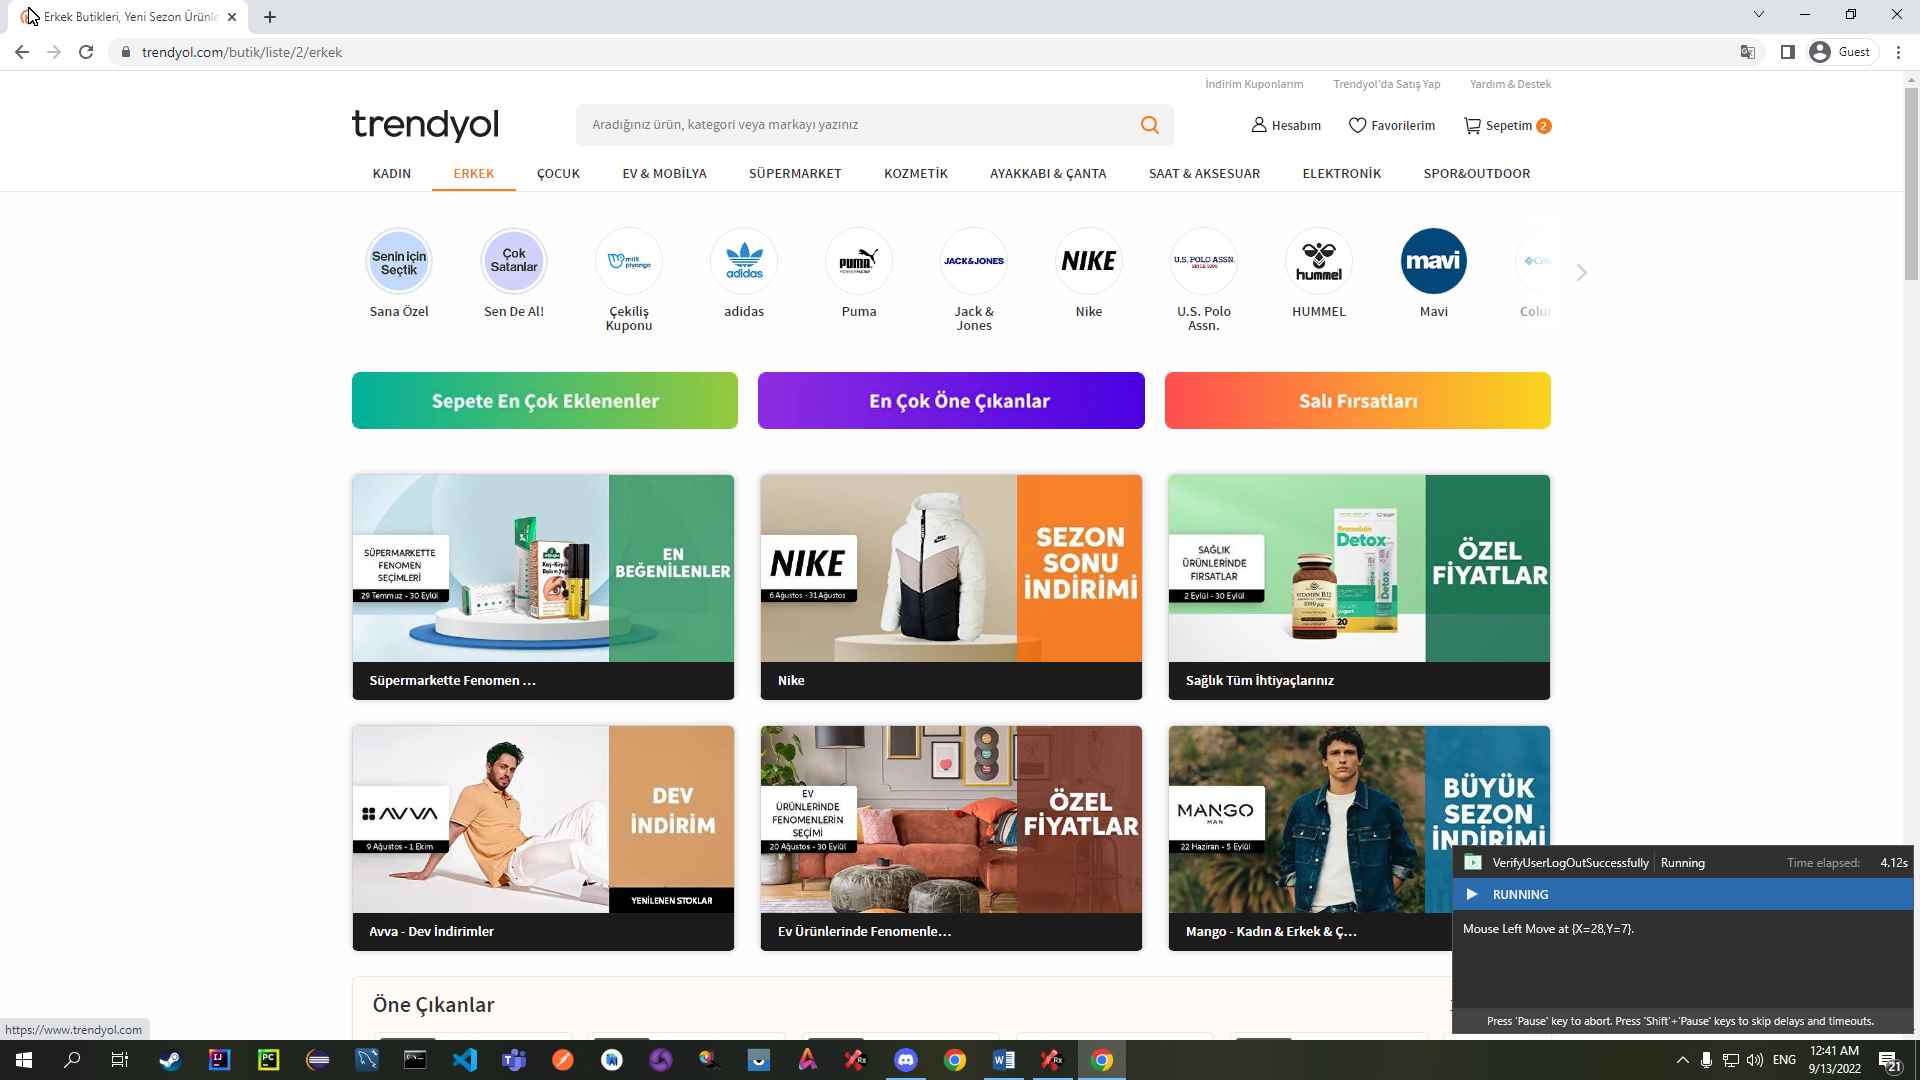 Erkek Butikleri, Yeni Sezon Ürünle
trendyol.com/butik/liste/2/erkek
Guest
İndirim Kuponlarım
Trendyol'da Satış Yap
Yardım & Destek
trendyol
Aradığınız ürün, kategori veya markayı yazınız
Hesabım
Favorilerim
Sepetim 2
KADIN
ERKEK
ÇOCUK
EV & MOBİLYA
SÜPERMARKET
KOZMETİK
AYAKKABI & ÇANTA
SAAT & AKSESUAR
ELEKTRONİK
SPOR&OUTDOOR
Senin için
Seçtik
Çok
Satanlar
milli
piyango
adidas
PUMA
JACK&JONES
NIKE
U.S. POLO ASSN.
SINCE 1890
hummel
mavi
Sana Özel
Sen De Al!
Çekiliş
Kuponu
adidas
Puma
Jack &
Jones
Nike
U.S. Polo
Assn.
HUMMEL
Mavi
Colu
Sepete En Çok Eklenenler
En Çok Öne Çıkanlar
Salı Fırsatları
SÜPERMARKETTE
FENOMEN
SEÇİMLERİ
29 Temmuz - 30 Eylül
EN
BEĞENİLENLER
Süpermarkette Fenomen ...
NIKE
6 Ağustos - 31 Ağustos
SEZON
SONU
İNDİRİMİ
Nike
SAĞLIK
ÜRÜNLERİNDE
FIRSATLAR
2 Eylül - 30 Eylül
Detox
VITAMIN B12
20
ÖZEL
FİYATLAR
Sağlık Tüm İhtiyaçlarınız
AVVA
9 Ağustos - 1 Ekim
DEV
İNDİRİM
YENİLENEN STOKLAR
Avva - Dev İndirimler
EV
ÜRÜNLERİNDE
FENOMENLERİN
SEÇİMİ
20 Ağustos - 30 Eylül
ÖZEL
FİYATLAR
Ev Ürünlerinde Fenomenle...
MANGO
MAN
22 Haziran - 5 Eylül
BÜYÜK
SEZON
İNDİRİMİ
Mango - Kadın & Erkek & Ç...
Öne Çıkanlar
VerifyUserLogOutSuccessfully
Running
Time elapsed:
4.12s
RUNNING
Mouse Left Move at {X=28,Y=7}.
Press 'Pause' key to abort. Press 'Shift'+'Pause' keys to skip delays and timeouts.
https://www.trendyol.com
ENG
12:41 AM
9/13/2022
21